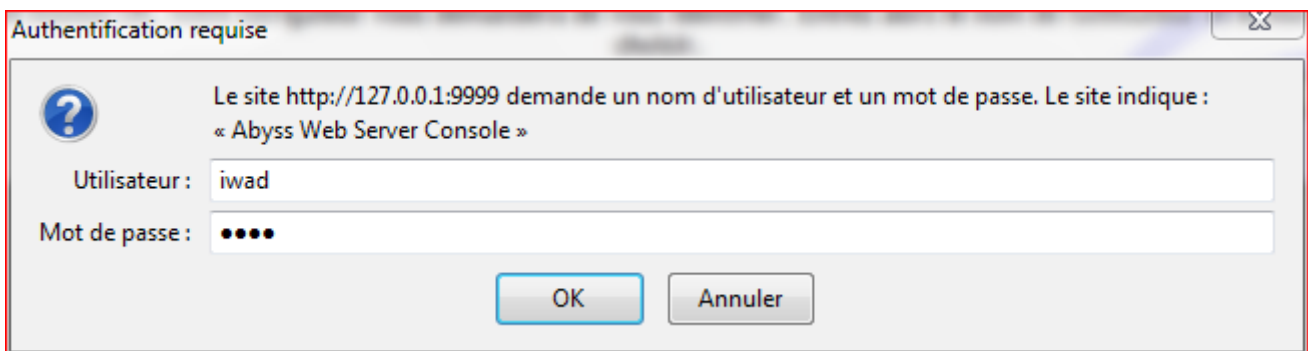 Authentification requise
Le site http://127.0.0.1:9999 demande un nom d'utilisateur et un mot de passe. Le site indique :
« Abyss Web Server Console »
Utilisateur : iwad
Mot de passe : ●●●●
OK Annuler